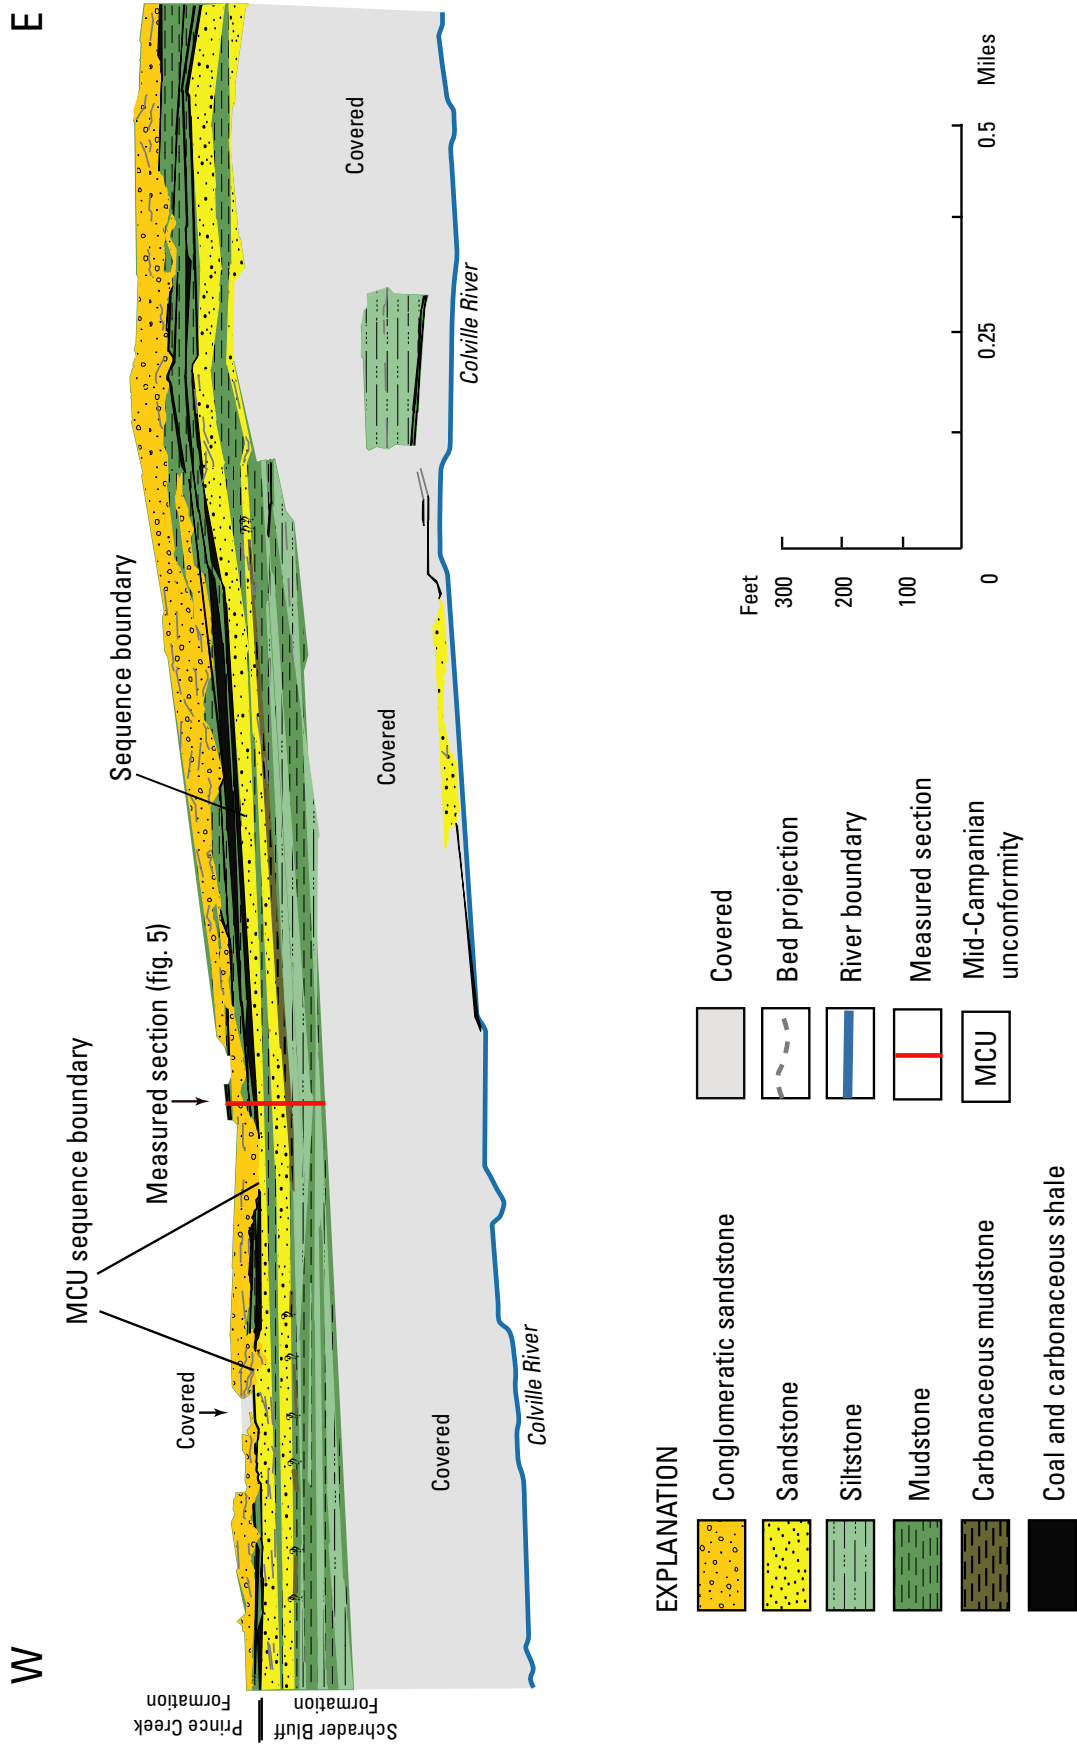 W
E
Prince Creek
Formation
Schrader Bluff
Formation
Covered
MCU sequence boundary
Measured section (fig. 5)
Sequence boundary
Covered
Covered
Covered
Colville River
Colville River
EXPLANATION
Conglomeratic sandstone
Sandstone
Siltstone
Mudstone
Carbonaceous mudstone
Coal and carbonaceous shale
Covered
Bed projection
River boundary
Measured section
MCU
Mid-Campanian
unconformity
Feet
300
200
100
0
0.25
0.5
Miles